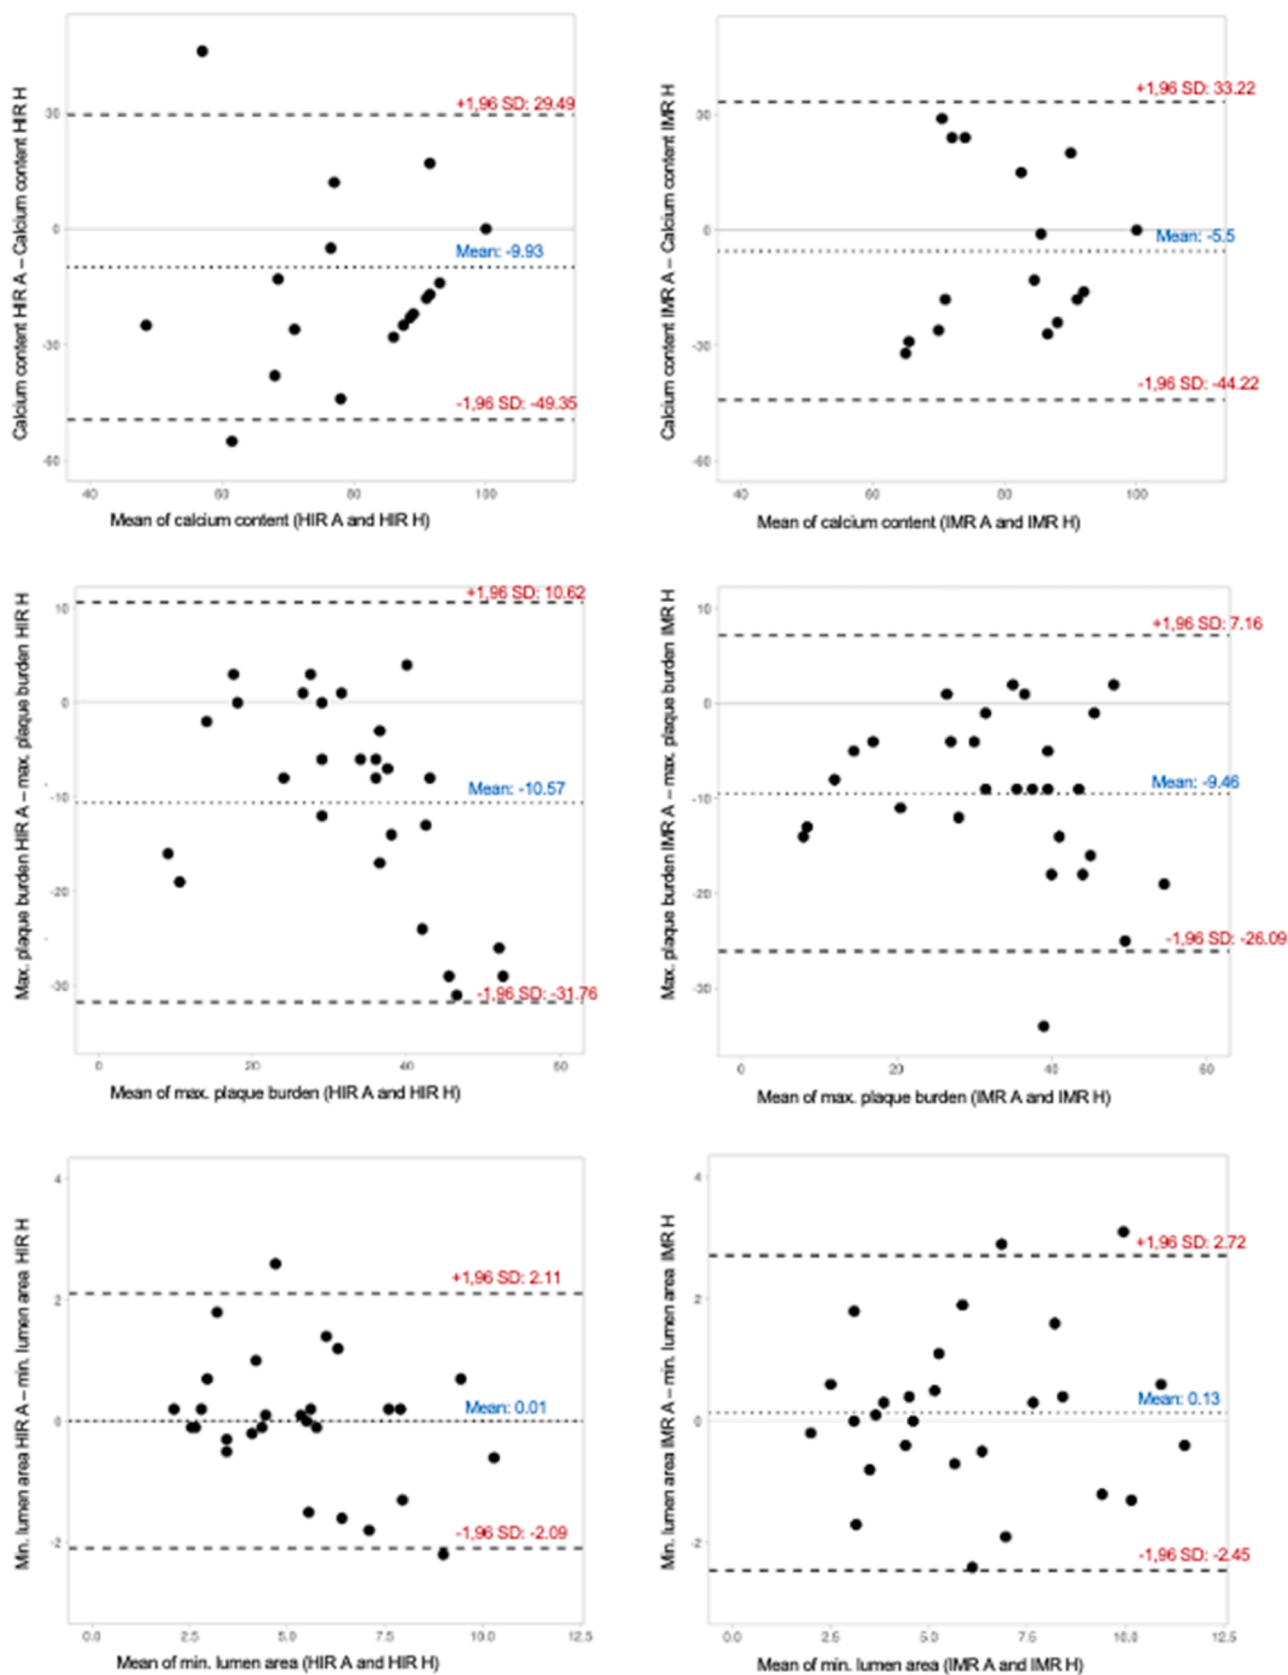 Calcium content HIR A – Calcium content HIR H
30
0
-30
-60
+1,96 SD: 29.49
Mean: -9.93
-1,96 SD: -49.35
40
60
80
100
Mean of calcium content (HIR A and HIR H)
Calcium content IMR A – Calcium content IMR H
30
0
-30
-60
+1,96 SD: 33.22
Mean: -5.5
-1,96 SD: -44.22
40
60
80
100
Mean of calcium content (IMR A and IMR H)
Max. plaque burden HIR A – max. plaque burden HIR H
10
0
-10
-20
-30
+1,96 SD: 10.62
Mean: -10.57
-1,96 SD: -31.76
0
20
40
60
Mean of max. plaque burden (HIR A and HIR H)
Max. plaque burden IMR A – max. plaque burden IMR H
10
0
-10
-20
-30
+1,96 SD: 7.16
Mean: -9.46
-1,96 SD: -26.09
0
20
40
60
Mean of max. plaque burden (IMR A and IMR H)
Min. lumen area HIR A – min. lumen area HIR H
4
2
0
-2
+1,96 SD: 2.11
Mean: 0.01
-1,96 SD: -2.09
0.0
2.5
5.0
7.5
10.0
12.5
Mean of min. lumen area (HIR A and HIR H)
Min. lumen area IMR A – min. lumen area IMR H
4
2
0
-2
+1,96 SD: 2.72
Mean: 0.13
-1,96 SD: -2.45
0.0
2.5
5.0
7.5
10.0
12.5
Mean of min. lumen area (IMR A and IMR H)